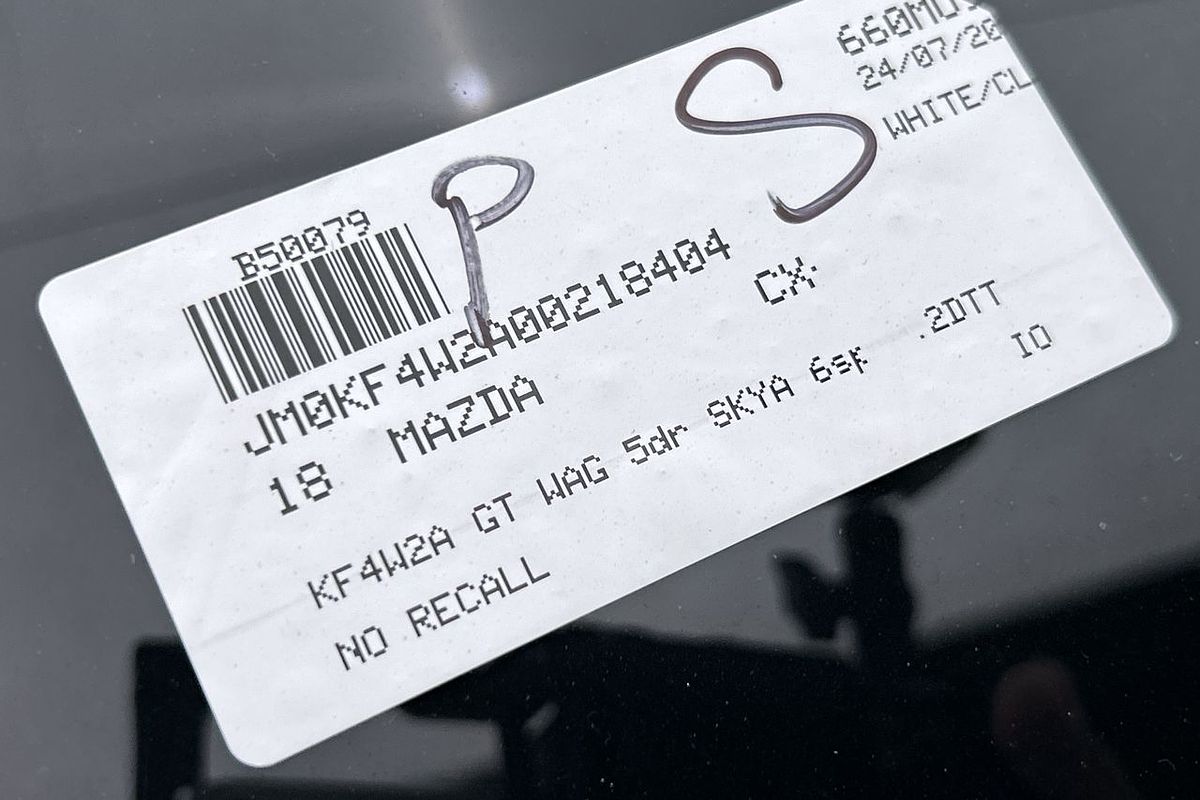 660MU
24/07/20
WHITE/CL
P S
B50079
JM0KF4W2A00218404
18 MAZDA CX-
KF4W2A GT WAG 5dr SKYA 6sp .2DTT
NO RECALL IO